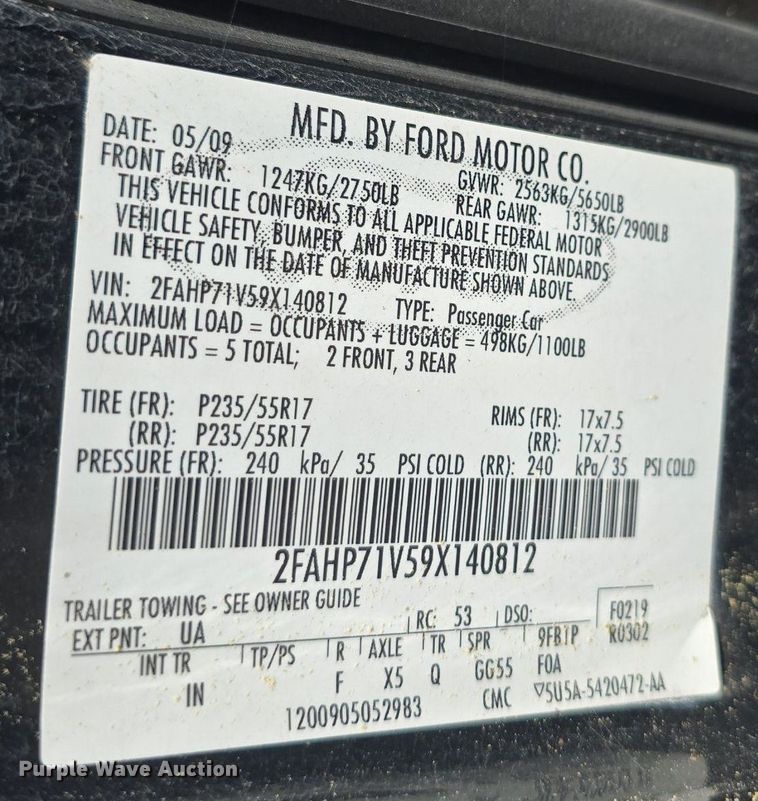 MFD. BY FORD MOTOR CO.
DATE: 05/09 GVWR: 2563KG/5650LB
FRONT GAWR: 1247KG/2750LB REAR GAWR: 1315KG/2900LB
THIS VEHICLE CONFORMS TO ALL APPLICABLE FEDERAL MOTOR
VEHICLE SAFETY, BUMPER, AND THEFT PREVENTION STANDARDS
IN EFFECT ON THE DATE OF MANUFACTURE SHOWN ABOVE.
VIN: 2FAHP71V59X140812 TYPE: Passenger Car
MAXIMUM LOAD = OCCUPANTS + LUGGAGE = 498KG/1100LB
OCCUPANTS = 5 TOTAL; 2 FRONT, 3 REAR
TIRE (FR): P235/55R17 RIMS (FR): 17x7.5
(RR): P235/55R17 (RR): 17x7.5
PRESSURE (FR): 240 kPa/ 35 PSI COLD (RR): 240 kPa/ 35 PSI COLD
2FAHP71V59X140812
TRAILER TOWING - SEE OWNER GUIDE
EXT PNT: UA RC: 53 DSO: F0219
R0302
INT TR TP/PS R AXLE TR SPR 9FB1P
IN F X5 Q GG55 FOA
1200905052983 CMC ▽5U5A-5420472-AA
Purple Wave Auction